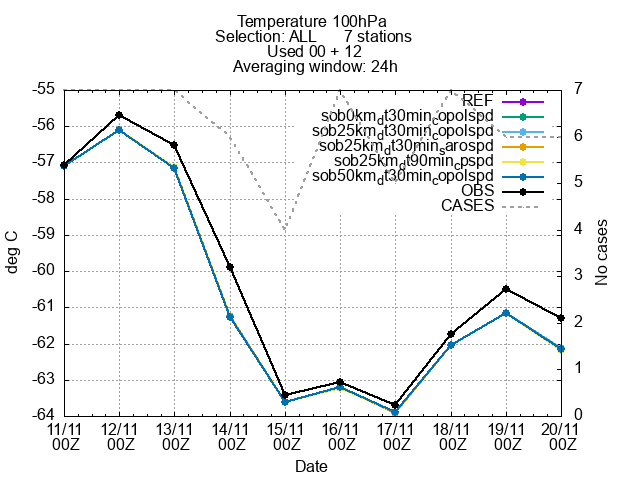 Temperature 100hPa
Selection: ALL 7 stations
Used 00 + 12
Averaging window: 24h
-55
-56
-57
-58
-59
-60
-61
-62
-63
-64
deg C
REF
sob0km_dt30min_copolspd
sob25km_dt30min_copolspd
sob25km_dt30min_sarospd
sob25km_dt90min_cpspd
sob50km_dt30min_copolspd
OBS
CASES
7
6
5
4
3
2
1
0
No cases
11/11 12/11 13/11 14/11 15/11 16/11 17/11 18/11 19/11 20/11
00Z 00Z 00Z 00Z 00Z 00Z 00Z 00Z 00Z 00Z
Date